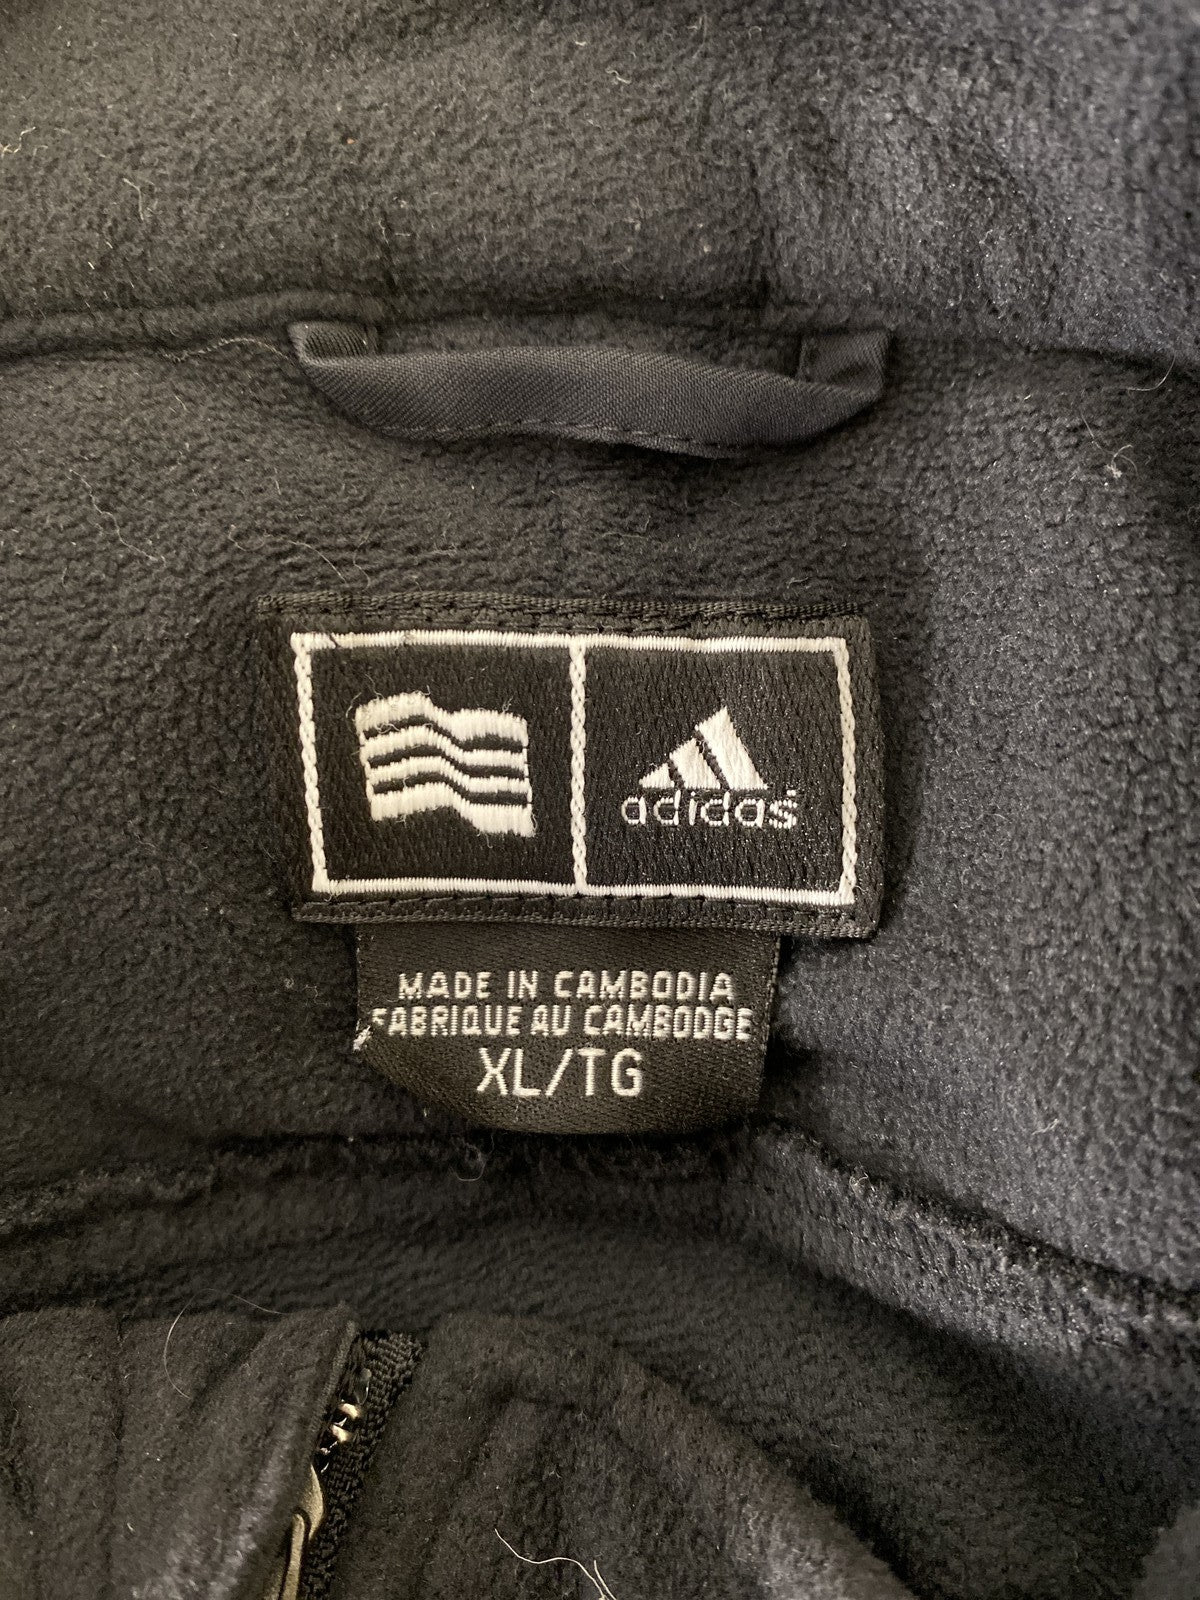 adidas
MADE IN CAMBODIA
FABRIQUE AU CAMBODGE
XL/TG